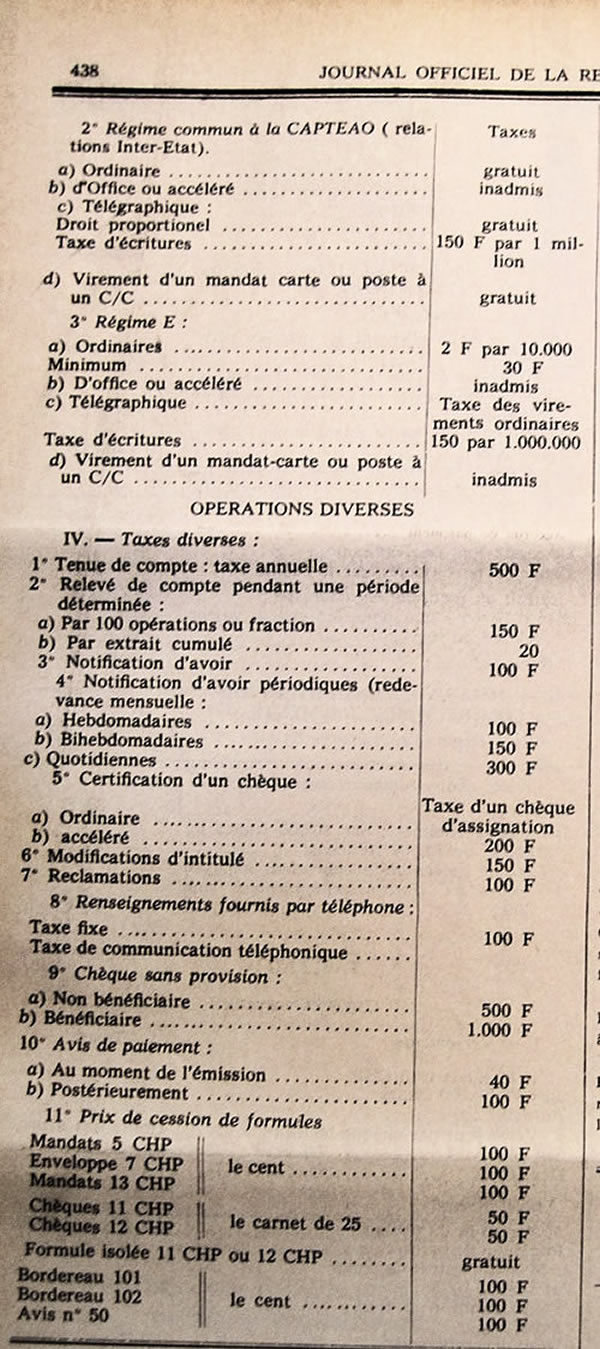 438 JOURNAL OFFICIEL DE LA RE
2° Régime commun à la CAPTEAO ( rela- Taxes
tions Inter-Etat).
a) Ordinaire .............................. gratuit
b) d'Office ou accéléré ...................... inadmis
c) Télégraphique :
Droit proportionel ......................... gratuit
Taxe d'écritures ........................... 150 F par 1 mil-
lion
d) Virement d'un mandat carte ou poste à
un C/C .................................. gratuit
3° Régime E :
a) Ordinaires .............................. 2 F par 10.000
Minimum .................................. 30 F
b) D'office ou accéléré ..................... inadmis
c) Télégraphique ........................... Taxe des vire-
ments ordinaires
Taxe d'écritures ............................ 150 par 1.000.000
d) Virement d'un mandat-carte ou poste à
un C/C .................................. inadmis
OPERATIONS DIVERSES
IV. — Taxes diverses :
1° Tenue de compte : taxe annuelle ......... 500 F
2° Relevé de compte pendant une période
déterminée :
a) Par 100 opérations ou fraction .......... 150 F
b) Par extrait cumulé .................... 20
3° Notification d'avoir .................... 100 F
4° Notification d'avoir périodiques (rede-
vance mensuelle :
a) Hebdomadaires ........................ 100 F
b) Bihebdomadaires ....................... 150 F
c) Quotidiennes ............................ 300 F
5° Certification d'un chèque :
Taxe d'un chèque
a) Ordinaire ............................... d'assignation
b) accéléré ................................ 200 F
6° Modifications d'intitulé ................... 150 F
7° Reclamations ............................ 100 F
8° Renseignements fournis par téléphone :
Taxe fixe .................................. 100 F
Taxe de communication téléphonique ......
9° Chèque sans provision :
a) Non bénéficiaire ......................... 500 F
b) Bénéficiaire .............................. 1.000 F
10° Avis de paiement :
a) Au moment de l'émission ................ 40 F
b) Postérieurement .......................... 100 F
11° Prix de cession de formules
Mandats 5 CHP 100 F
Enveloppe 7 CHP le cent ............ 100 F
Mandats 13 CHP 100 F
Chèques 11 CHP le carnet de 25 .... 50 F
Chèques 12 CHP 50 F
Formule isolée 11 CHP ou 12 CHP ........ gratuit
Bordereau 101 100 F
Bordereau 102 le cent ............ 100 F
Avis n° 50 100 F